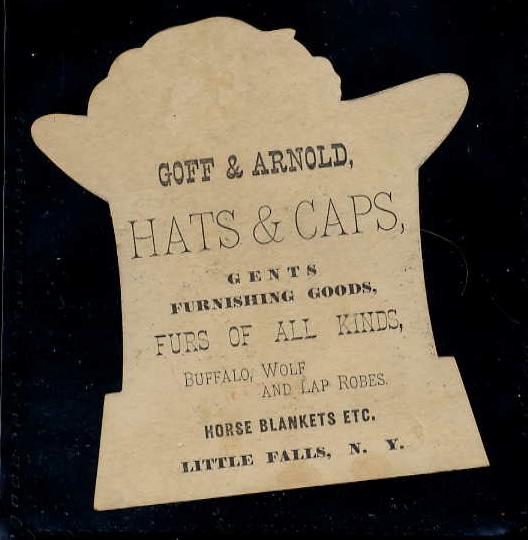 GOFF & ARNOLD,
HATS & CAPS,
GENTS
FURNISHING GOODS,
FURS OF ALL KINDS,
BUFFALO, WOLF
AND LAP ROBES.
HORSE BLANKETS ETC.
LITTLE FALLS, N. Y.